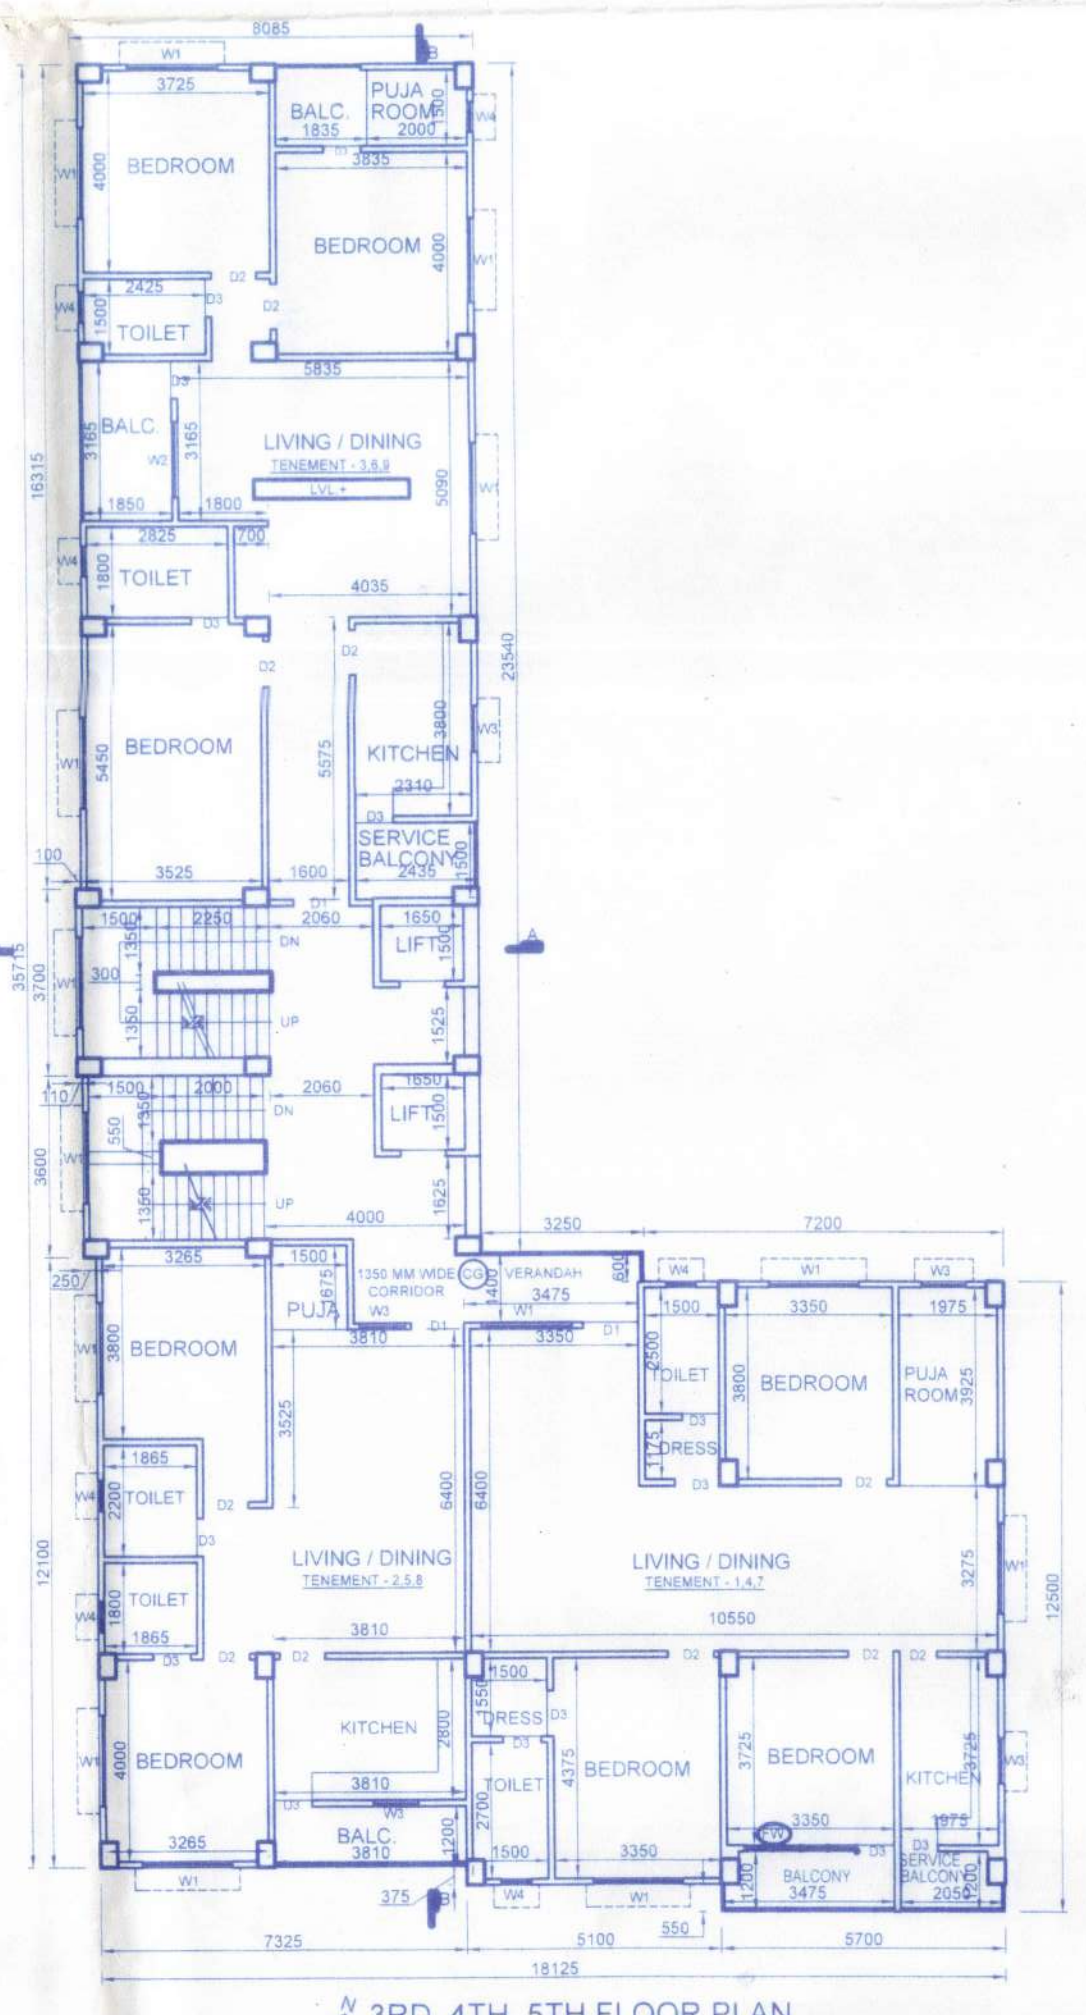 8085
B
W1
3725
BALC.
1835
PUJA
ROOM
1500
2000
W4
D3
3835
W1
4000
BEDROOM
BEDROOM
4000
W1
D2
2425
D3
W4
1500
TOILET
D2
5835
D3
BALC.
3165
3165
W2
LIVING / DINING
TENEMENT - 3,6,9
LVL.+
5090
16315
1850
1800
2825
700
W4
1800
TOILET
4035
D3
D2
D2
23540
BEDROOM
5450
W1
5575
3800
KITCHEN
W3
2310
D3
SERVICE
BALCONY
1500
2435
100
3525
1600
D1
1500
2250
2060
1650
1350
DN
LIFT
1500
A
35715
3700
W1
300
1350
UP
1525
110
1500
2000
2060
1650
1350
DN
LIFT
1500
550
3600
W1
1350
UP
1625
4000
3250
7200
3265
1500
250
1675
PUJA
1350 MM WIDE
CORRIDOR
CG
VERANDAH
1400
600
3475
W3
D1
W1
D1
3810
3350
W4
W1
W3
1500
3350
1975
3800
BEDROOM
W1
3525
2500
TOILET
3800
BEDROOM
PUJA
ROOM
3925
D3
1175
DRESS
D3
D2
1865
W4
2200
TOILET
D2
D3
6400
6400
12100
LIVING / DINING
TENEMENT - 2,5,8
LIVING / DINING
TENEMENT - 1,4,7
3275
W1
12500
W4
1800
TOILET
1865
3810
10550
D3
D2
D2
D2
D2
D2
1500
1550
DRESS
D3
D3
KITCHEN
2800
W1
4000
BEDROOM
3810
D3
W3
BALC.
3810
1200
3265
W1
2700
TOILET
1500
W4
4375
BEDROOM
3350
W1
3725
BEDROOM
3350
FW
D3
3725
KITCHEN
W3
1975
D3
1200
BALCONY
3475
SERVICE
BALCONY
1200
2050
375
B
550
7325
5100
5700
18125
N
3RD, 4TH, 5TH FLOOR PLAN